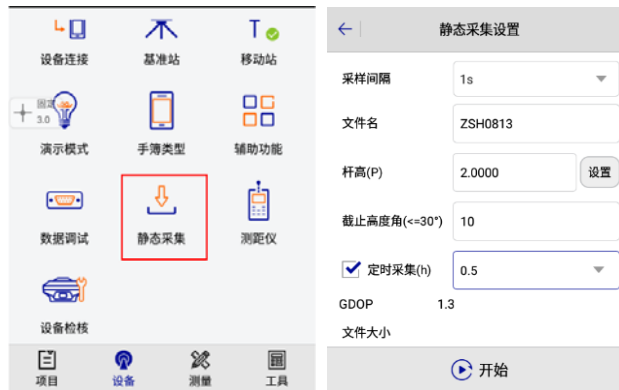 设备连接
基准站
移动站
固定
3.0
演示模式
手簿类型
辅助功能
数据调试
静态采集
测距仪
设备检核
项目
设备
测量
工具
静态采集设置
采样间隔
1s
文件名
ZSH0813
杆高(P)
2.0000
设置
截止高度角(<=30°)
10
定时采集(h)
0.5
GDOP
1.3
文件大小
开始